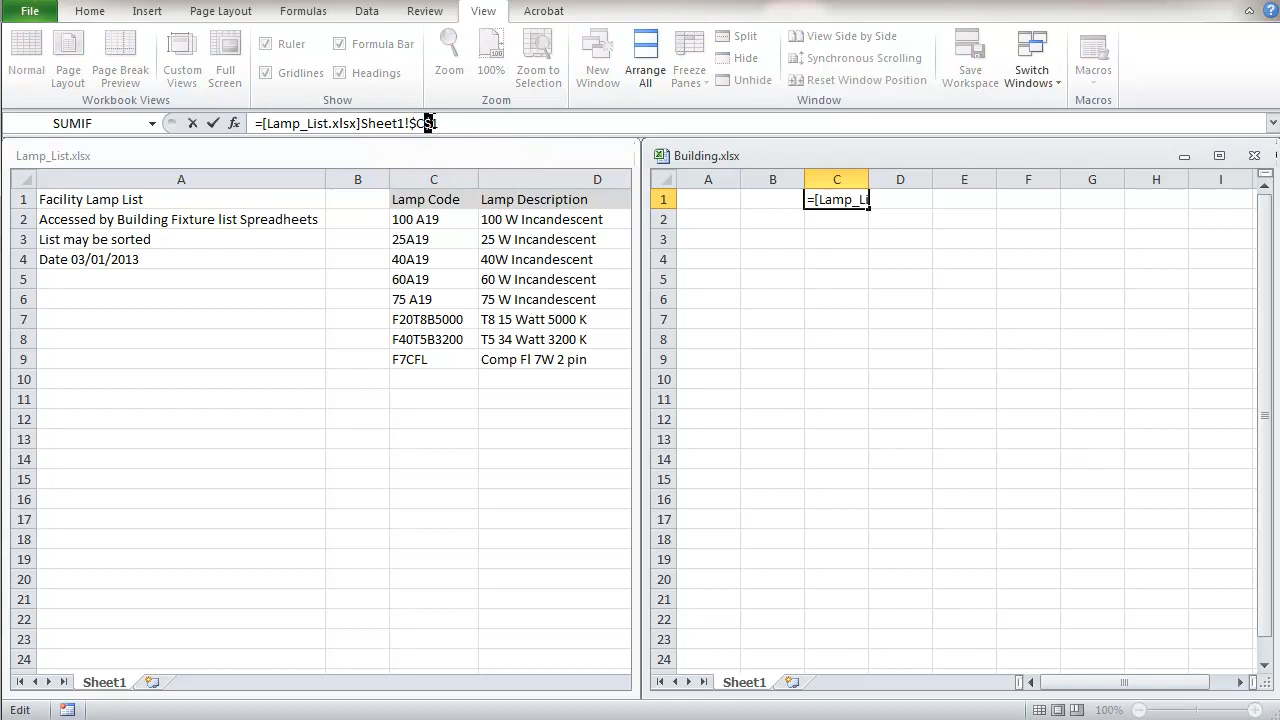 File Home Insert Page Layout Formulas Data Review View Acrobat
Normal Page Layout Page Break Preview Custom Views Full Screen
Workbook Views
Ruler Formula Bar
Gridlines Headings
Show
Zoom 100% Zoom to Selection
Zoom
New Window Arrange All Freeze Panes
Split
Hide
Unhide
View Side by Side
Synchronous Scrolling
Reset Window Position
Window
Save Workspace Switch Windows
Macros
Macros
SUMIF =[Lamp_List.xlsx]Sheet1!$C$1
Lamp_List.xlsx
A B C D
1 Facility Lamp List Lamp Code Lamp Description
2 Accessed by Building Fixture list Spreadheets 100 A19 100 W Incandescent
3 List may be sorted 25A19 25 W Incandescent
4 Date 03/01/2013 40A19 40W Incandescent
5 60A19 60 W Incandescent
6 75 A19 75 W Incandescent
7 F20T8B5000 T8 15 Watt 5000 K
8 F40T5B3200 T5 34 Watt 3200 K
9 F7CFL Comp Fl 7W 2 pin
10
11
12
13
14
15
16
17
18
19
20
21
22
23
24
Sheet1
Building.xlsx
A B C D E F G H I
1 =[Lamp_Li
2
3
4
5
6
7
8
9
10
11
12
13
14
15
16
17
18
19
20
21
22
23
24
Sheet1
Edit 100%